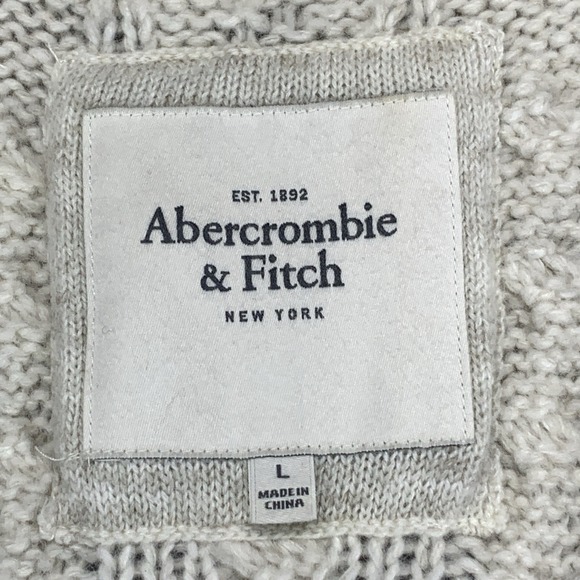 EST. 1892
Abercrombie
& Fitch
NEW YORK
L
MADE IN
CHINA